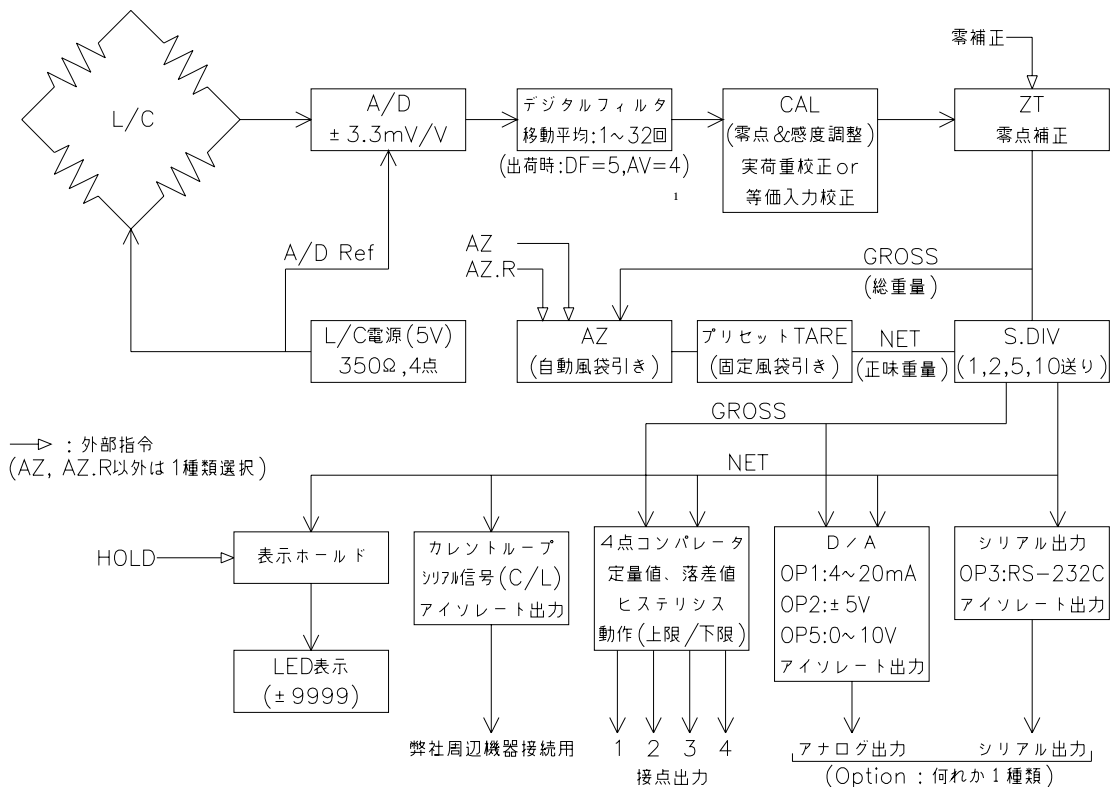 零補正
L/C
A/D
±3.3mV/V
デジタルフィルタ
移動平均:1~32回
(出荷時:DF=5,AV=4)
1
CAL
(零点&感度調整)
実荷重校正or
等価入力校正
ZT
零点補正
A/D Ref
AZ
AZ.R
GROSS
(総重量)
L/C電源(5V)
350Ω,4点
AZ
(自動風袋引き)
プリセットTARE
(固定風袋引き)
NET
(正味重量)
S.DIV
(1,2,5,10送り)
GROSS
:外部指令
(AZ, AZ.R以外は1種類選択)
NET
HOLD
表示ホールド
カレントループ
シリアル信号(C/L)
アイソレート出力
4点コンパレータ
定量値、落差値
ヒステリシス
動作(上限/下限)
D/A
OP1:4~20mA
OP2:±5V
OP5:0~10V
アイソレート出力
シリアル出力
OP3:RS-232C
アイソレート出力
LED表示
(±9999)
弊社周辺機器接続用
1 2 3 4
接点出力
アナログ出力
シリアル出力
(Option:何れか1種類)